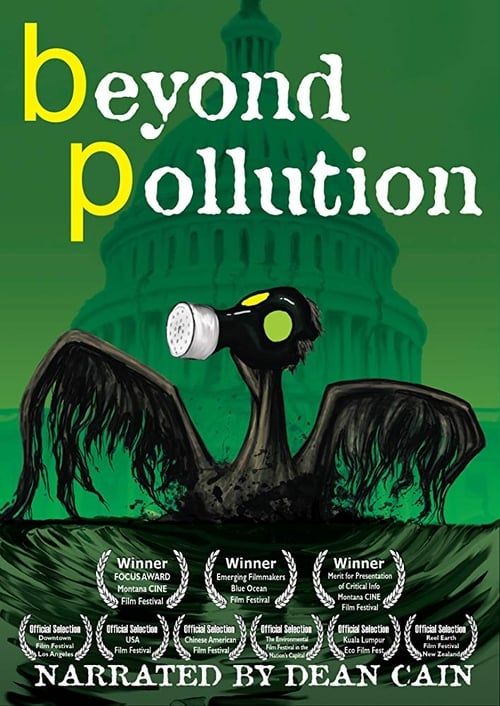 beyond
pollution
Winner
FOCUS AWARD
Montana CINE
Film Festival
Winner
Emerging Filmmakers
Blue Ocean
Film Festival
Winner
Merit for Presentation
of Critical Info
Montana CINE
Film Festival
Official Selection
Downtown
Film Festival
Los Angeles
Official Selection
USA
Film Festival
Official Selection
Chinese American
Film Festival
Official Selection
The Environmental
Film Festival in the
Nation's Capital
Official Selection
Kuala Lumpur
Eco Film Fest
Official Selection
Reel Earth
Film Festival
New Zealand
NARRATED BY DEAN CAIN